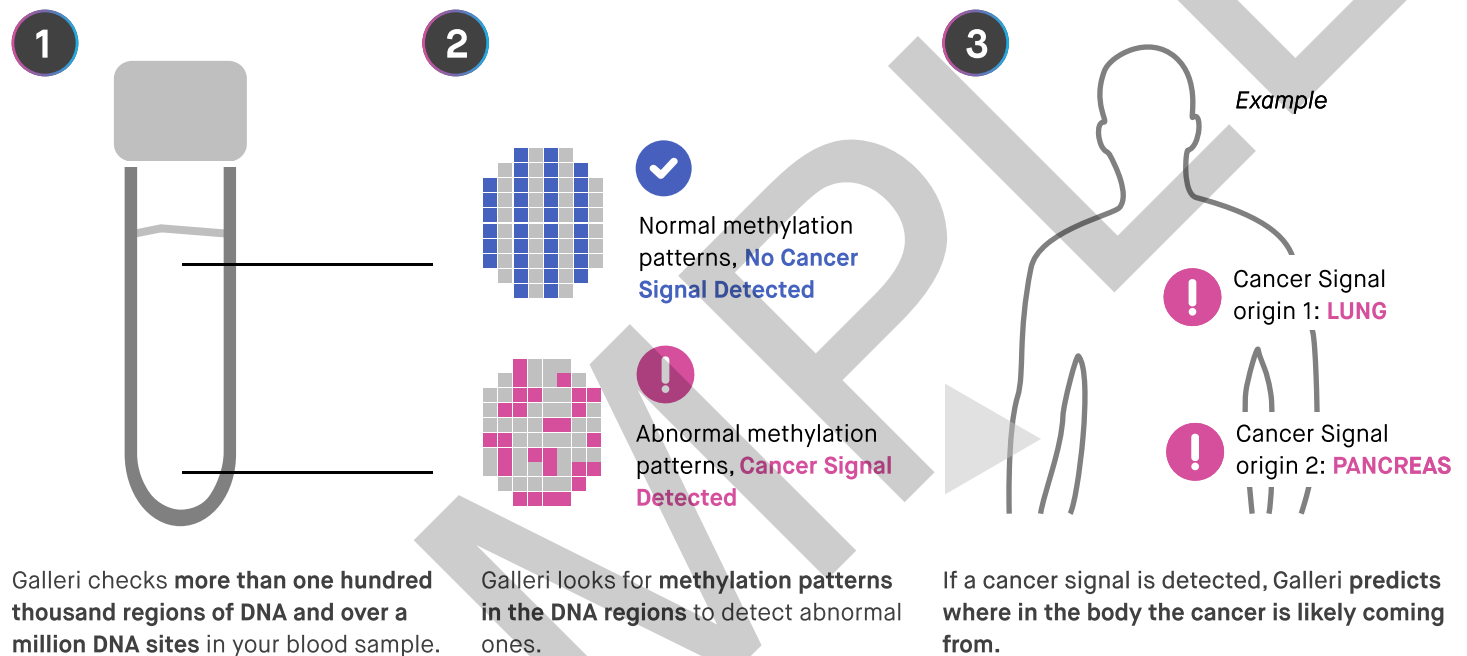 1
2
3
Example
Normal methylation
patterns, No Cancer
Signal Detected
Abnormal methylation
patterns, Cancer Signal
Detected
Cancer Signal
origin 1: LUNG
Cancer Signal
origin 2: PANCREAS
Galleri checks more than one hundred
thousand regions of DNA and over a
million DNA sites in your blood sample.
Galleri looks for methylation patterns
in the DNA regions to detect abnormal
ones.
If a cancer signal is detected, Galleri predicts
where in the body the cancer is likely coming
from.
MPL